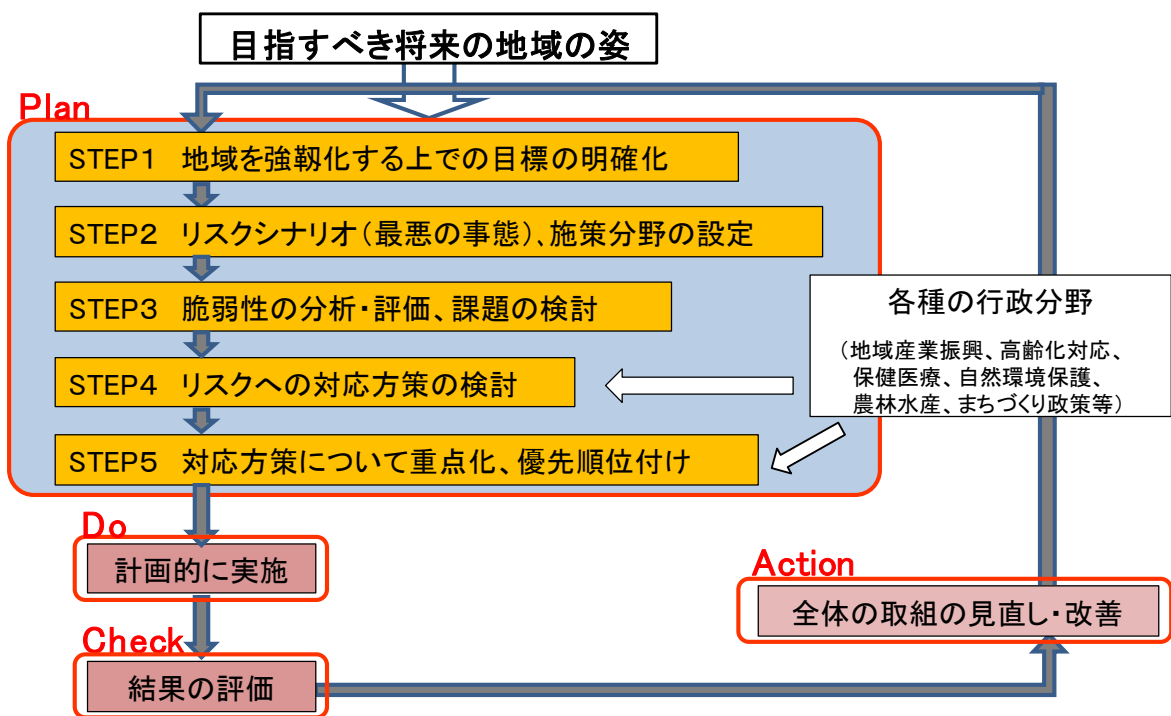 目指すべき将来の地域の姿
Plan
STEP1 地域を強靱化する上での目標の明確化
STEP2 リスクシナリオ(最悪の事態)、施策分野の設定
STEP3 脆弱性の分析・評価、課題の検討
STEP4 リスクへの対応方策の検討
STEP5 対応方策について重点化、優先順位付け
各種の行政分野
(地域産業振興、高齢化対応、
保健医療、自然環境保護、
農林水産、まちづくり政策等)
Do
計画的に実施
Check
結果の評価
Action
全体の取組の見直し・改善